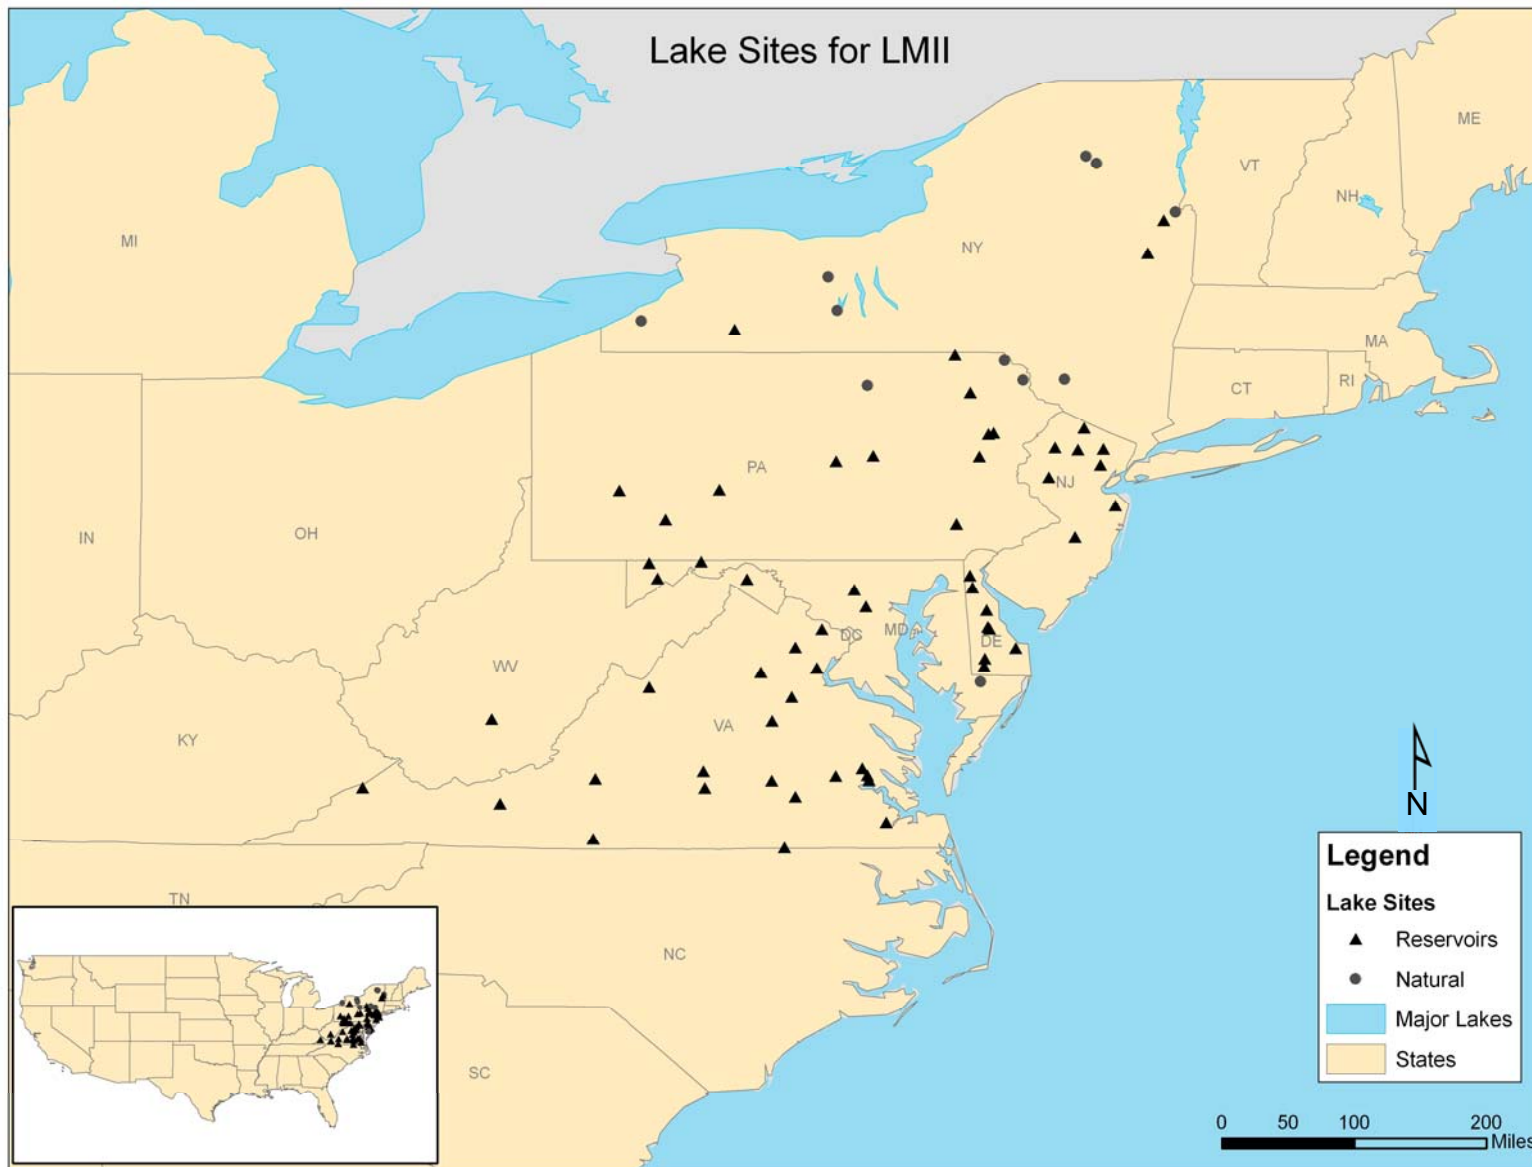 Lake Sites for LMII
ME
VT
NH
MI
NY
MA
CT
RI
PA
NJ
OH
IN
DC
MD
DE
WV
VA
KY
N
TN
NC
SC
Legend
Lake Sites
Reservoirs
Natural
Major Lakes
States
0 50 100 200
Miles